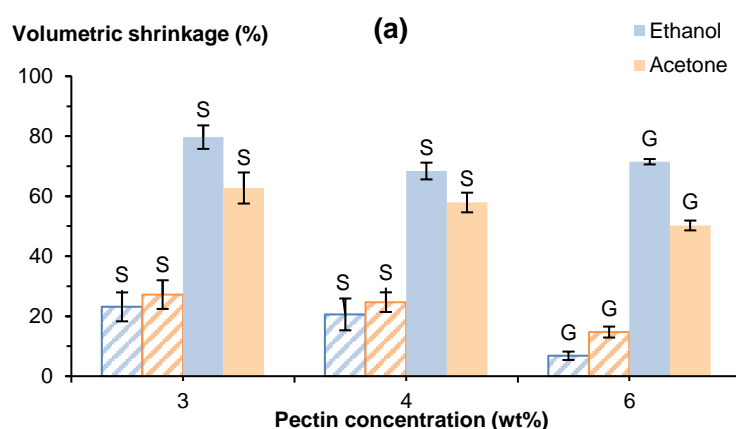 Volumetric shrinkage (%)
(a)
Ethanol
Acetone
100
80
60
40
20
0
S
S
S
S
S
S
S
S
G
G
G
G
3
4
6
Pectin concentration (wt%)